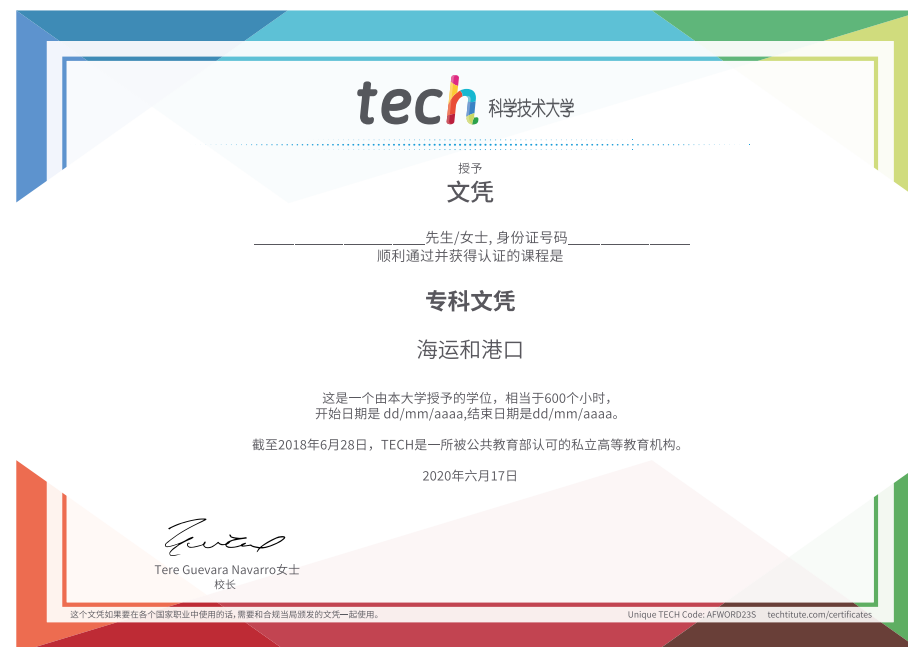 tech 科学技术大学
授予
文凭
______________________先生/女士, 身份证号码________________
顺利通过并获得认证的课程是
专科文凭
海运和港口
这是一个由本大学授予的学位，相当于600个小时，
开始日期是 dd/mm/aaaa,结束日期是dd/mm/aaaa。
截至2018年6月28日，TECH是一所被公共教育部认可的私立高等教育机构。
2020年六月17日
Tere Guevara Navarro女士
校长
这个文凭如果要在各个国家职业中使用的话,需要和合规当局颁发的文凭一起使用。
Unique TECH Code: AFWORD23S techtitute.com/certificates